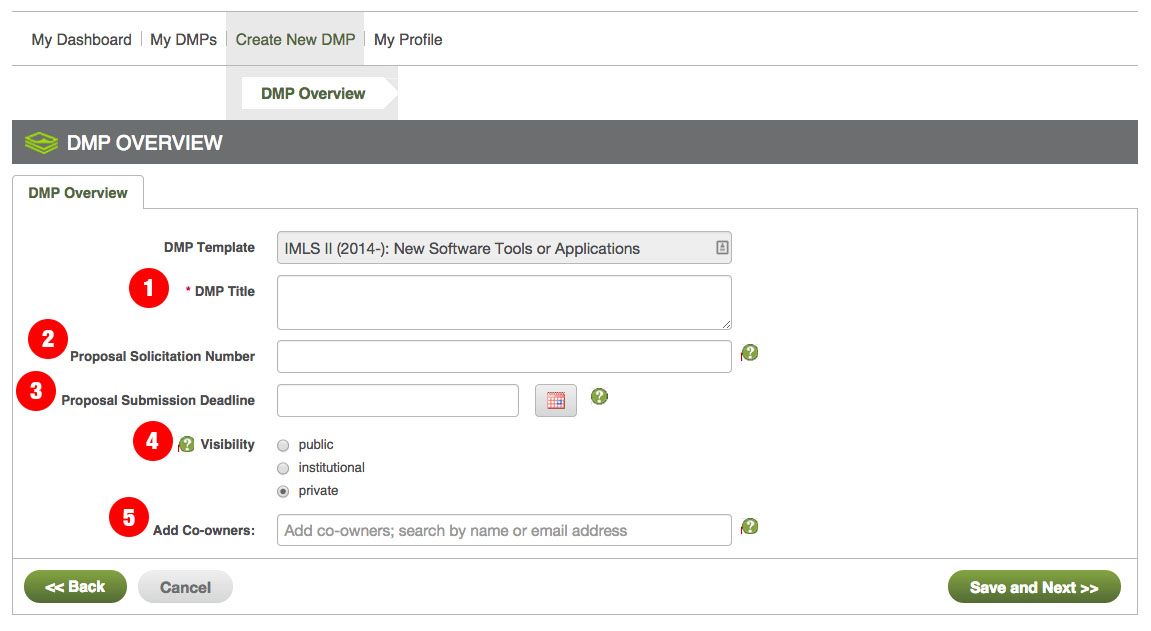 My Dashboard My DMPs Create New DMP My Profile
DMP Overview
DMP OVERVIEW
DMP Overview
DMP Template IMLS II (2014-): New Software Tools or Applications
1 * DMP Title
2 Proposal Solicitation Number ?
3 Proposal Submission Deadline ?
4 ? Visibility public
institutional
private
5 Add Co-owners: Add co-owners; search by name or email address ?
<< Back Cancel Save and Next >>